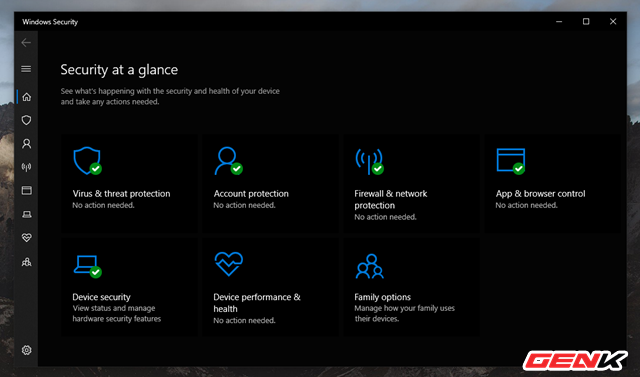 Windows Security
Security at a glance
See what's happening with the security and health of your device
and take any actions needed.
Virus & threat protection
No action needed.
Account protection
No action needed.
Firewall & network
protection
No action needed.
App & browser control
No action needed.
Device security
View status and manage
hardware security features
Device performance &
health
No action needed.
Family options
Manage how your family uses
their devices.
GENK